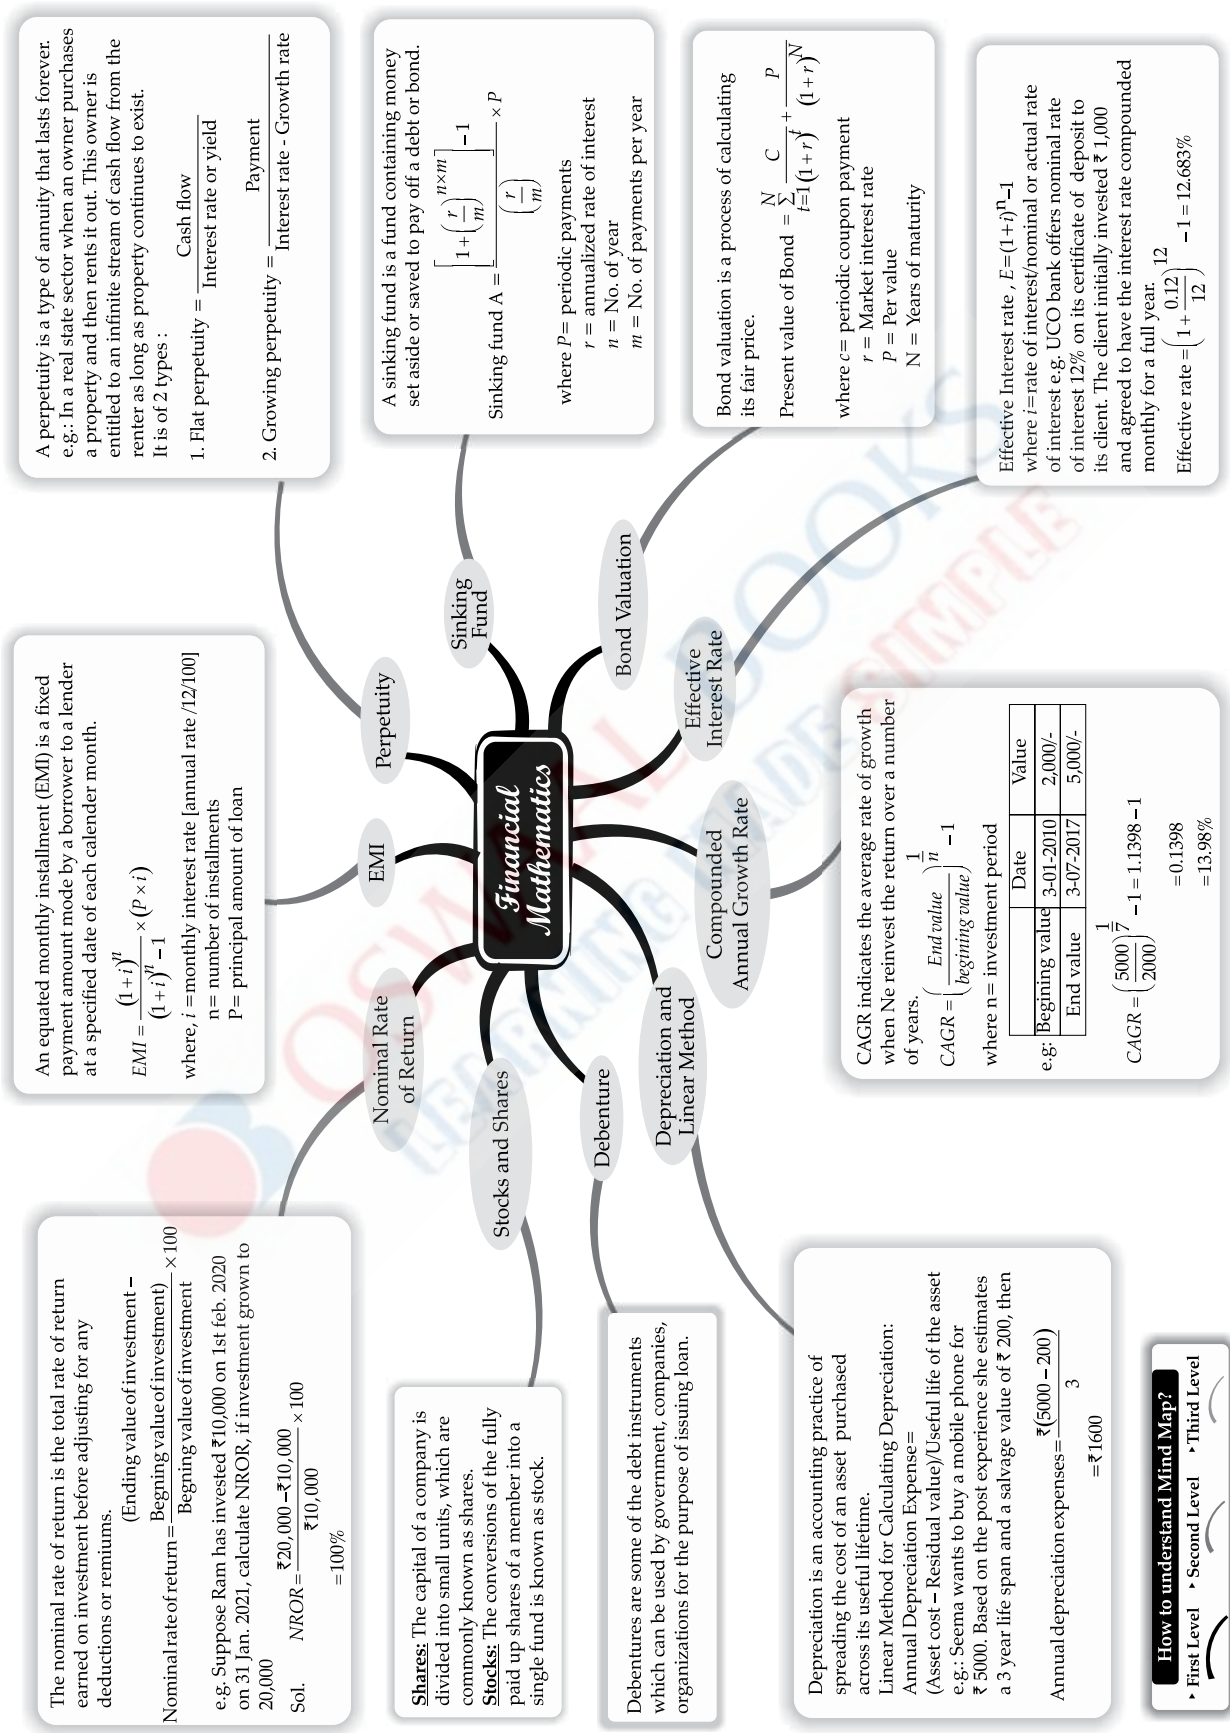 The nominal rate of return is the total rate of return
earned on investment before adjusting for any
deductions or remiums.
Nominal rate of return = (Ending value of investment – Begning value of investment) / Begning value of investment × 100
e.g. Suppose Ram has invested ₹10,000 on 1st feb. 2020
on 31 Jan. 2021, calculate NROR, if investment grown to
20,000
Sol. NROR = (₹20,000 – ₹10,000) / ₹10,000 × 100
= 100%
An equated monthly installment (EMI) is a fixed
payment amount mode by a borrower to a lender
at a specified date of each calender month.
EMI = (1+i)^n / ((1+i)^n – 1) × (P × i)
where, i = monthly interest rate [annual rate /12/100]
n = number of installments
P = principal amount of loan
A perpetuity is a type of annuity that lasts forever.
e.g.: In a real state sector when an owner purchases
a property and then rents it out. This owner is
entitled to an infinite stream of cash flow from the
renter as long as property continues to exist.
It is of 2 types :
1. Flat perpetuity = Cash flow / Interest rate or yield
2. Growing perpetuity = Payment / Interest rate - Growth rate
Shares: The capital of a company is
divided into small units, which are
commonly known as shares.
Stocks: The conversions of the fully
paid up shares of a member into a
single fund is known as stock.
A sinking fund is a fund containing money
set aside or saved to pay off a debt or bond.
Sinking fund A = ([1 + (r/m)]^(n×m) – 1) / (r/m) × P
where P = periodic payments
r = annualized rate of interest
n = No. of year
m = No. of payments per year
Debentures are some of the debt instruments
which can be used by government, companies,
organizations for the purpose of issuing loan.
Bond valuation is a process of calculating
its fair price.
Present value of Bond = Σ (t=1 to N) C / (1+r)^t + P / (1+r)^N
where c = periodic coupon payment
r = Market interest rate
P = Per value
N = Years of maturity
Depreciation is an accounting practice of
spreading the cost of an asset purchased
across its useful lifetime.
Linear Method for Calculating Depreciation:
Annual Depreciation Expense=
(Asset cost – Residual value)/Useful life of the asset
e.g.: Seema wants to buy a mobile phone for
₹ 5000. Based on the post experience she estimates
a 3 year life span and a salvage value of ₹ 200, then
Annual depreciation expenses = ₹(5000 – 200) / 3
= ₹1600
CAGR indicates the average rate of growth
when Ne reinvest the return over a number
of years.
CAGR = (End value / begining value)^(1/n) – 1
where n = investment period
Date Value
e.g: Begining value 3-01-2010 2,000/-
End value 3-07-2017 5,000/-
CAGR = (5000/2000)^(1/7) – 1 = 1.1398 – 1
= 0.1398
= 13.98%
Effective Interest rate , E = (1+i)^n – 1
where i = rate of interest/nominal or actual rate
of interest e.g. UCO bank offers nominal rate
of interest 12% on its certificate of deposit to
its client. The client initially invested ₹ 1,000
and agreed to have the interest rate compounded
monthly for a full year.
Effective rate = (1 + 0.12/12)^12 – 1 = 12.683%
Nominal Rate
of Return
EMI
Perpetuity
Sinking
Fund
Stocks and Shares
Financial
Mathematics
Bond Valuation
Debenture
Depreciation and
Linear Method
Compounded
Annual Growth Rate
Effective
Interest Rate
How to understand Mind Map?
First Level
Second Level
Third Level
OSWAAL BOOKS
LEARNING MADE SIMPLE